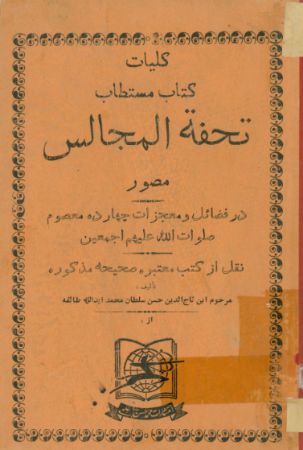 کلیات
کتاب مستطاب
تحفة المجالس
مصور
در فضائل و معجزات چهارده معصوم
صلوات الله علیهم اجمعین
نقل از کتب معتبره صحیحه مذکوره
تألیف
مرحوم ابن تاج‌الدین حسن سلطان محمد
از :